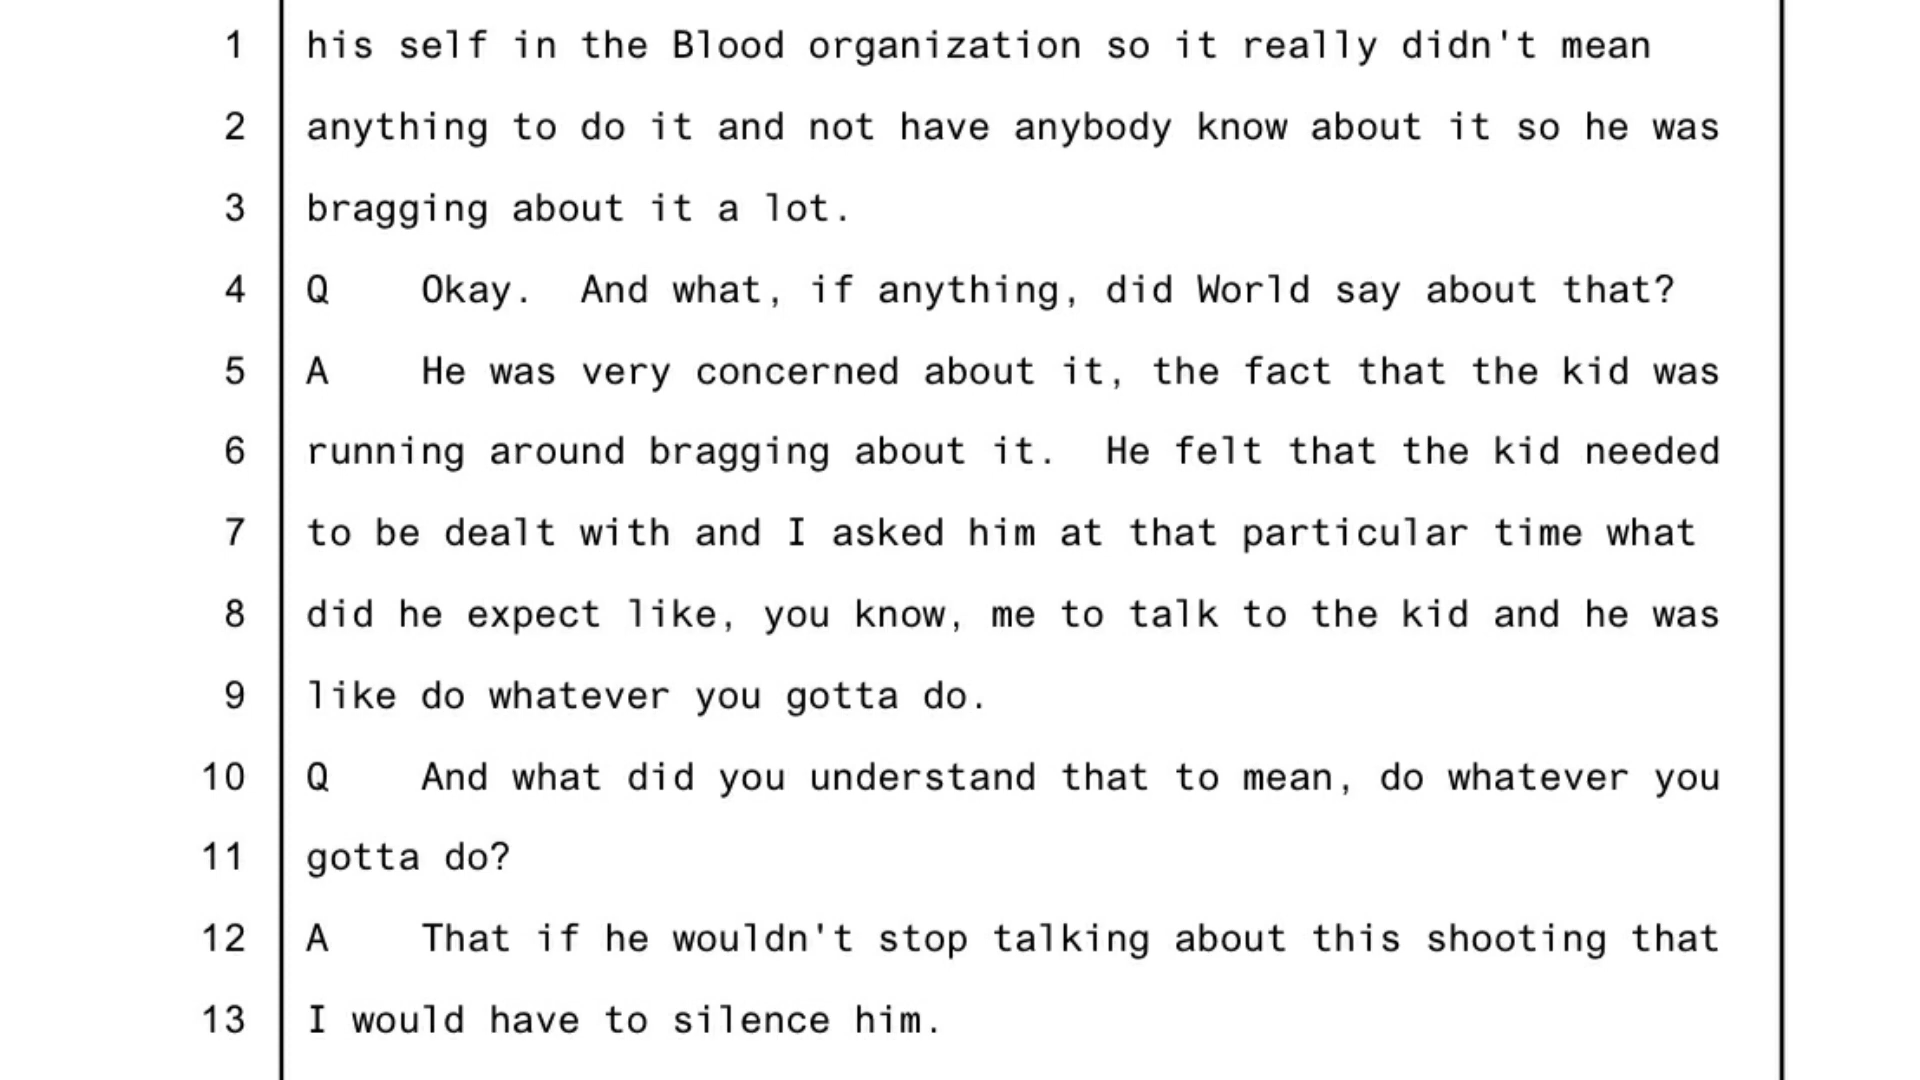 1 his self in the Blood organization so it really didn't mean
2 anything to do it and not have anybody know about it so he was
3 bragging about it a lot.
4 Q Okay. And what, if anything, did World say about that?
5 A He was very concerned about it, the fact that the kid was
6 running around bragging about it. He felt that the kid needed
7 to be dealt with and I asked him at that particular time what
8 did he expect like, you know, me to talk to the kid and he was
9 like do whatever you gotta do.
10 Q And what did you understand that to mean, do whatever you
11 gotta do?
12 A That if he wouldn't stop talking about this shooting that
13 I would have to silence him.